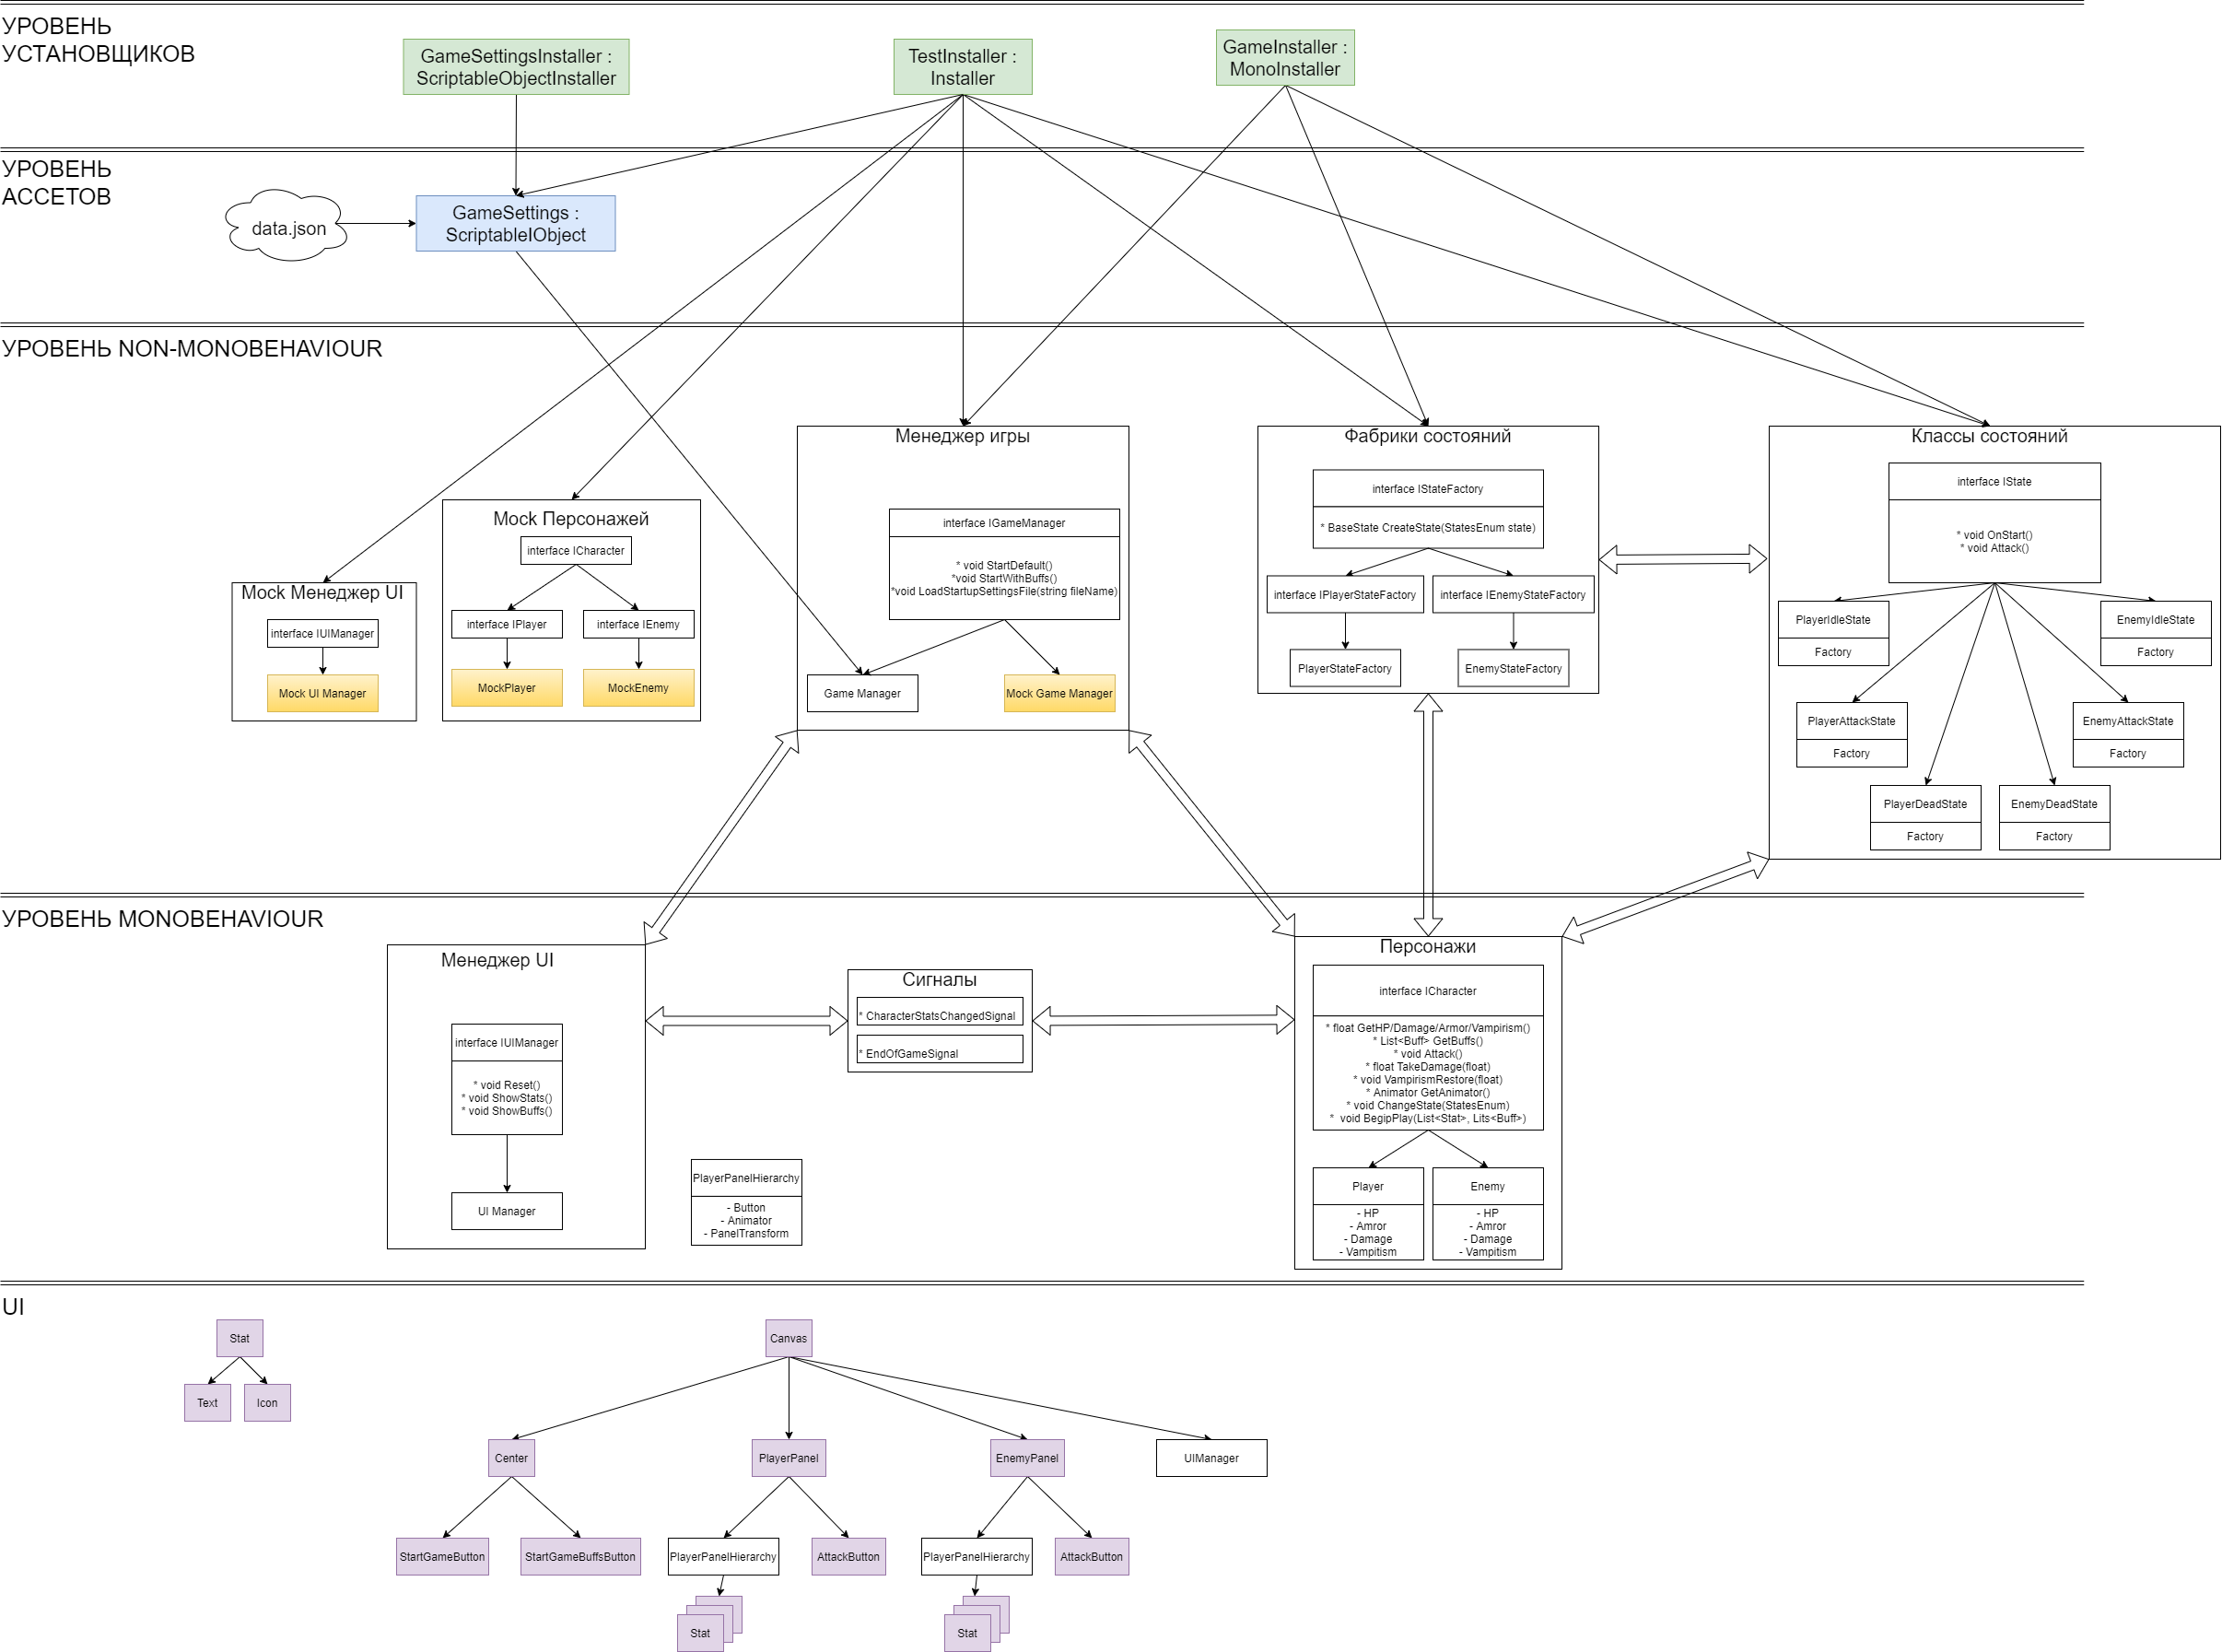 УРОВЕНЬ
УСТАНОВЩИКОВ
GameSettingsInstaller :
ScriptableObjectInstaller
TestInstaller :
Installer
GameInstaller :
MonoInstaller
УРОВЕНЬ
АССЕТОВ
data.json
GameSettings :
ScriptableIObject
УРОВЕНЬ NON-MONOBEHAVIOUR
Mock Менеджер UI
interface IUIManager
Mock UI Manager
Mock Персонажей
interface ICharacter
interface IPlayer
interface IEnemy
MockPlayer
MockEnemy
Менеджер игры
interface IGameManager
* void StartDefault()
*void StartWithBuffs()
*void LoadStartupSettingsFile(string fileName)
Game Manager
Mock Game Manager
Фабрики состояний
interface IStateFactory
* BaseState CreateState(StatesEnum state)
interface IPlayerStateFactory
interface IEnemyStateFactory
PlayerStateFactory
EnemyStateFactory
Классы состояний
interface IState
* void OnStart()
* void Attack()
PlayerIdleState
Factory
EnemyIdleState
Factory
PlayerAttackState
Factory
EnemyAttackState
Factory
PlayerDeadState
Factory
EnemyDeadState
Factory
УРОВЕНЬ MONOBEHAVIOUR
Менеджер UI
interface IUIManager
* void Reset()
* void ShowStats()
* void ShowBuffs()
UI Manager
Сигналы
* CharacterStatsChangedSignal
* EndOfGameSignal
PlayerPanelHierarchy
- Button
- Animator
- PanelTransform
Персонажи
interface ICharacter
* float GetHP/Damage/Armor/Vampirism()
* List<Buff> GetBuffs()
* void Attack()
* float TakeDamage(float)
* void VampirismRestore(float)
* Animator GetAnimator()
* void ChangeState(StatesEnum)
* void BegipPlay(List<Stat>, Lits<Buff>)
Player
- HP
- Amror
- Damage
- Vampitism
Enemy
- HP
- Amror
- Damage
- Vampitism
UI
Stat
Text
Icon
Canvas
Center
PlayerPanel
EnemyPanel
UIManager
StartGameButton
StartGameBuffsButton
PlayerPanelHierarchy
AttackButton
PlayerPanelHierarchy
AttackButton
Stat
Stat